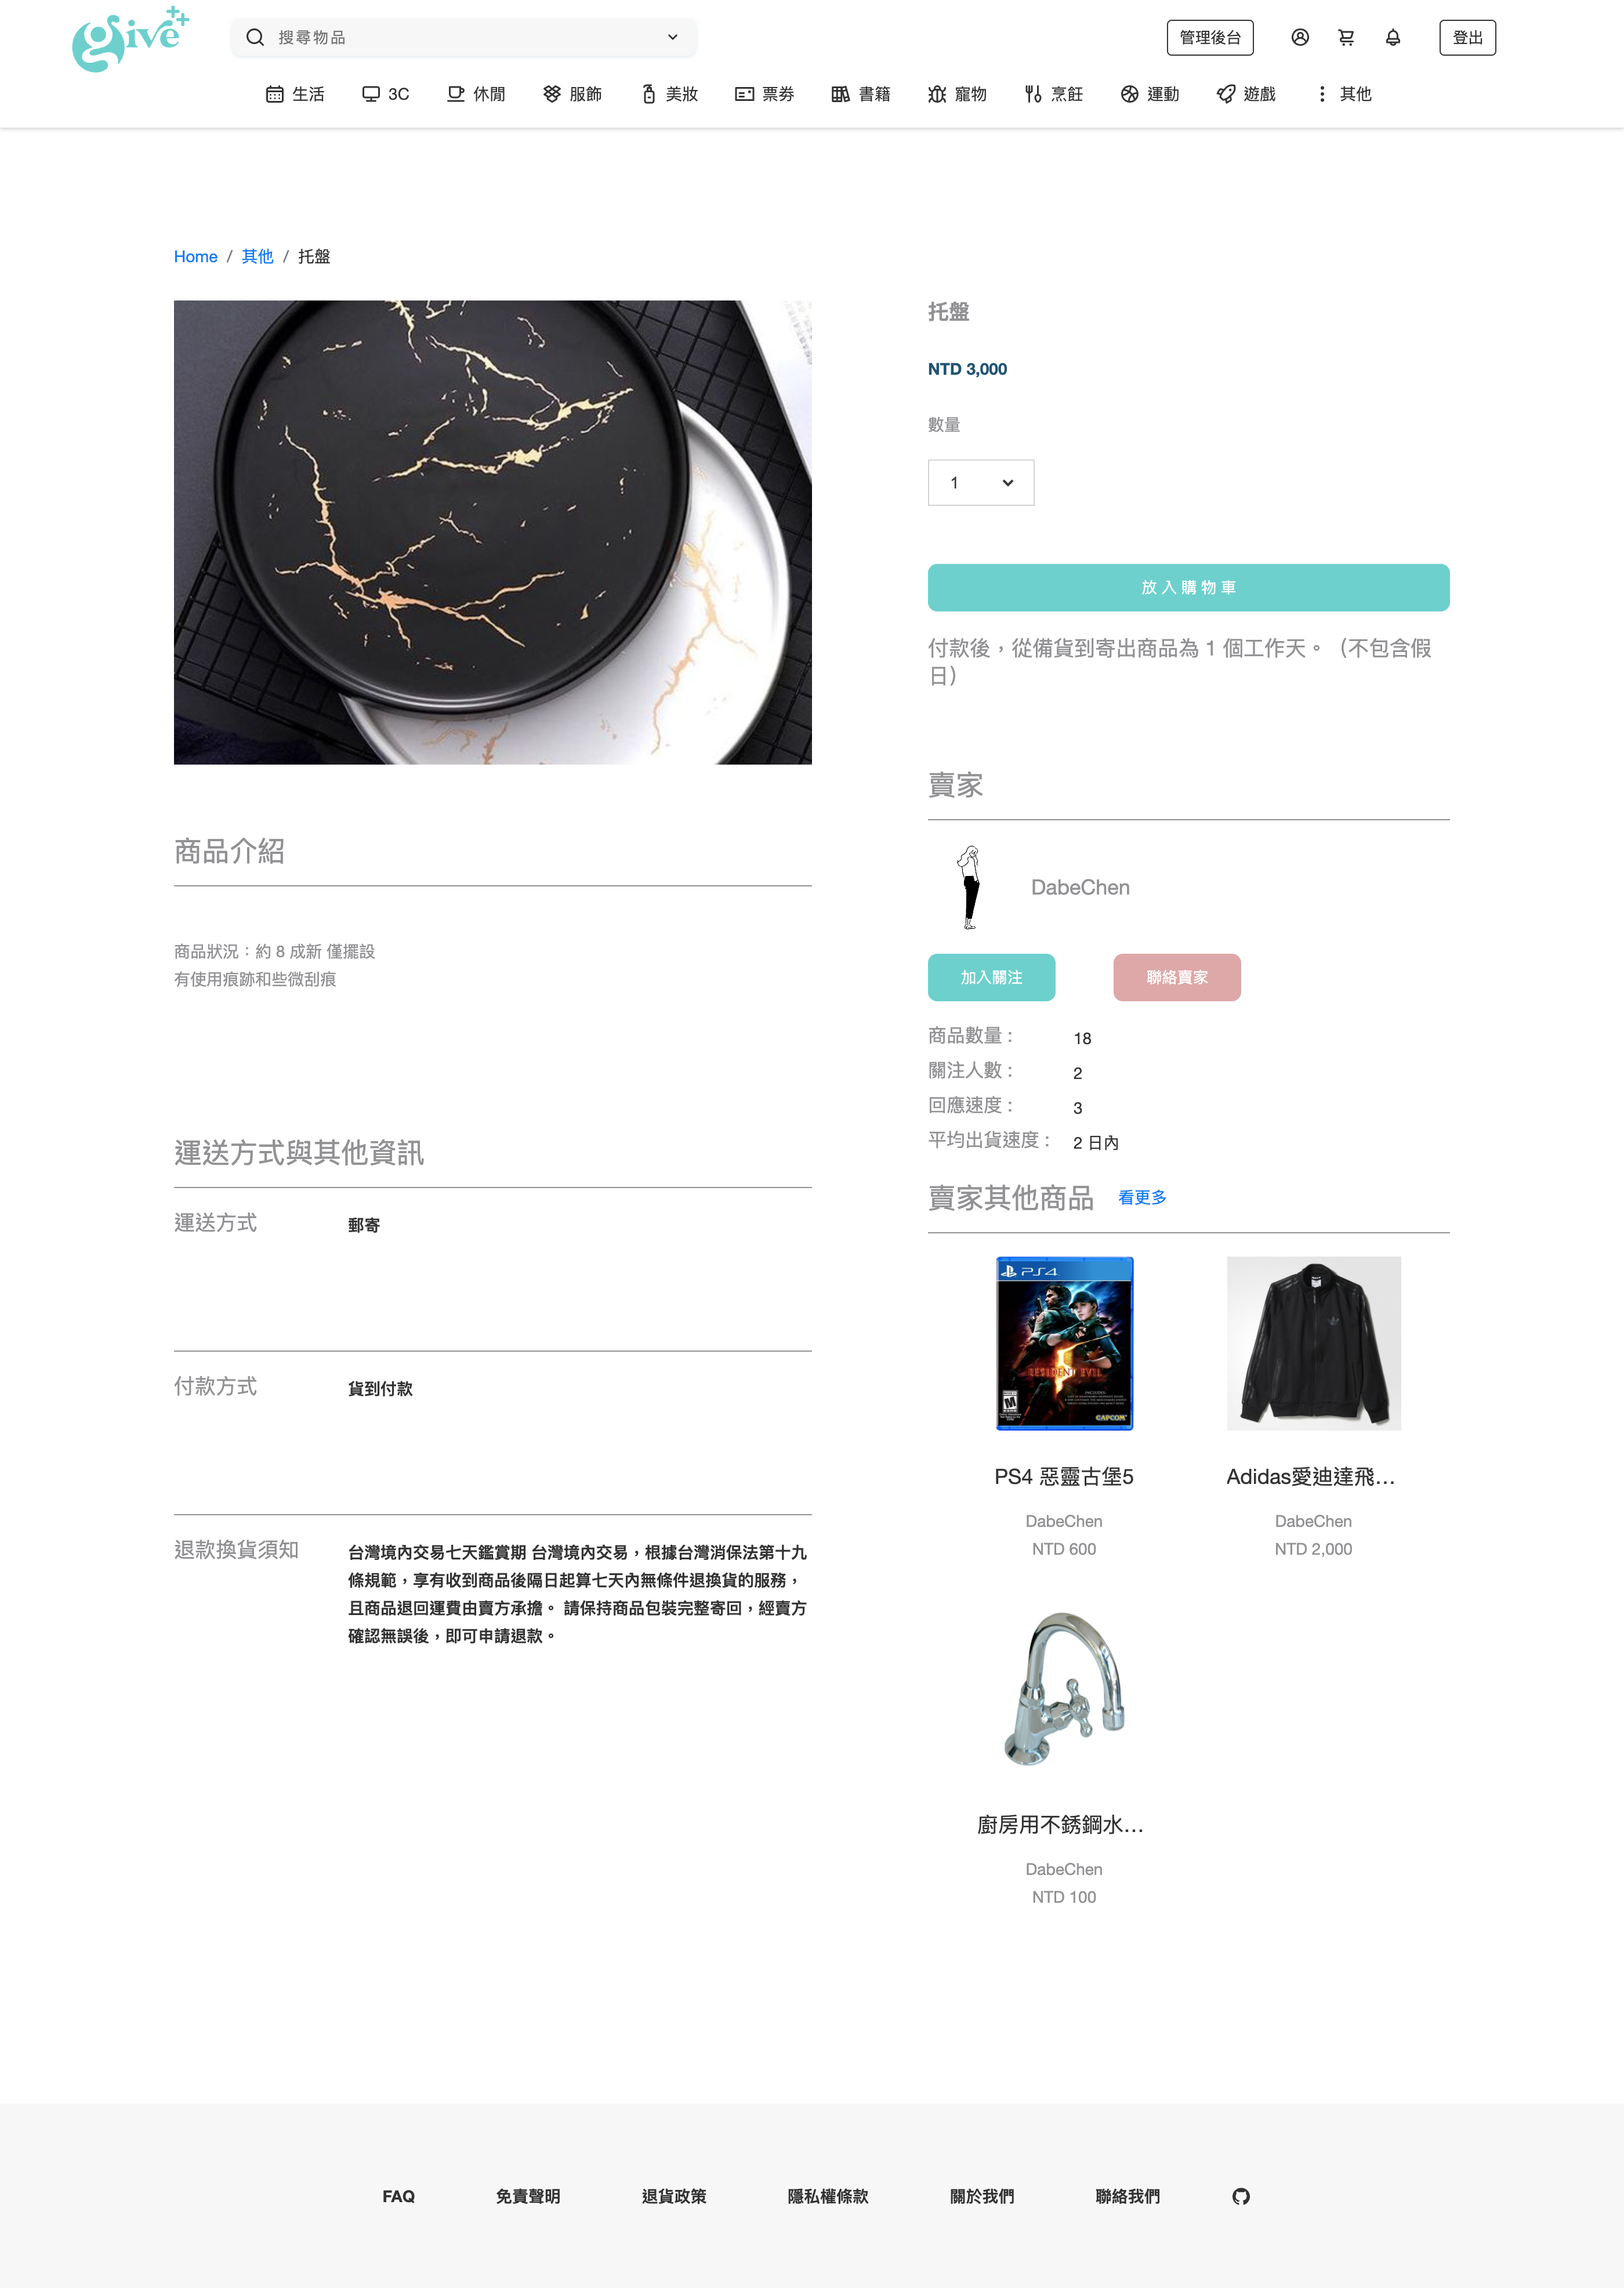 give++
搜尋物品
管理後台
登出
生活
3C
休閒
服飾
美妝
票券
書籍
寵物
烹飪
運動
遊戲
其他
Home / 其他 / 托盤
托盤
NTD 3,000
數量
1
放入購物車
付款後，從備貨到寄出商品為 1 個工作天。（不包含假
日）
商品介紹
商品狀況：約 8 成新 僅擺設
有使用痕跡和些微刮痕
運送方式與其他資訊
運送方式
郵寄
付款方式
貨到付款
退款換貨須知
台灣境內交易七天鑑賞期 台灣境內交易，根據台灣消保法第十九
條規範，享有收到商品後隔日起算七天內無條件退換貨的服務，
且商品退回運費由賣方承擔。 請保持商品包裝完整寄回，經賣方
確認無誤後，即可申請退款。
賣家
DabeChen
加入關注
聯絡賣家
商品數量： 18
關注人數： 2
回應速度： 3
平均出貨速度： 2 日內
賣家其他商品 看更多
PS4
RESIDENT EVIL
5
CAPCOM
PS4 惡靈古堡5
DabeChen
NTD 600
Adidas愛迪達飛...
DabeChen
NTD 2,000
廚房用不銹鋼水...
DabeChen
NTD 100
FAQ
免責聲明
退貨政策
隱私權條款
關於我們
聯絡我們